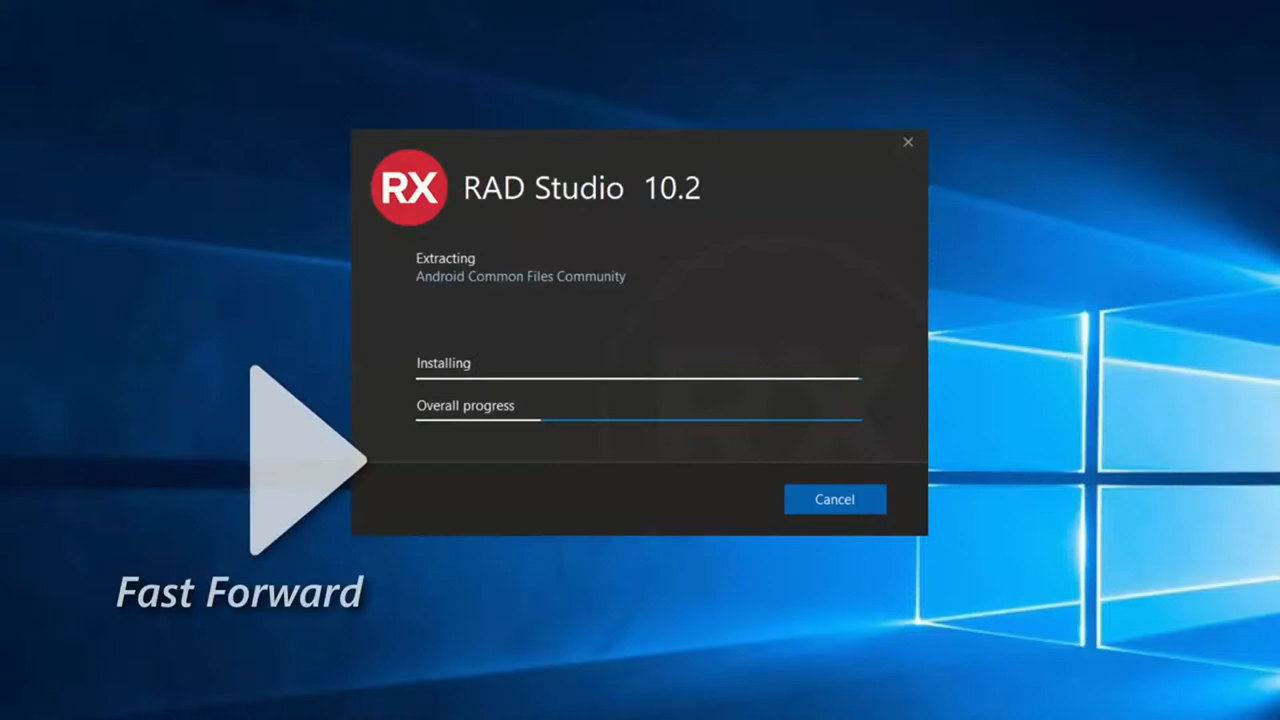 RX RAD Studio 10.2
Extracting
Android Common Files Community
Installing
Overall progress
Cancel
Fast Forward